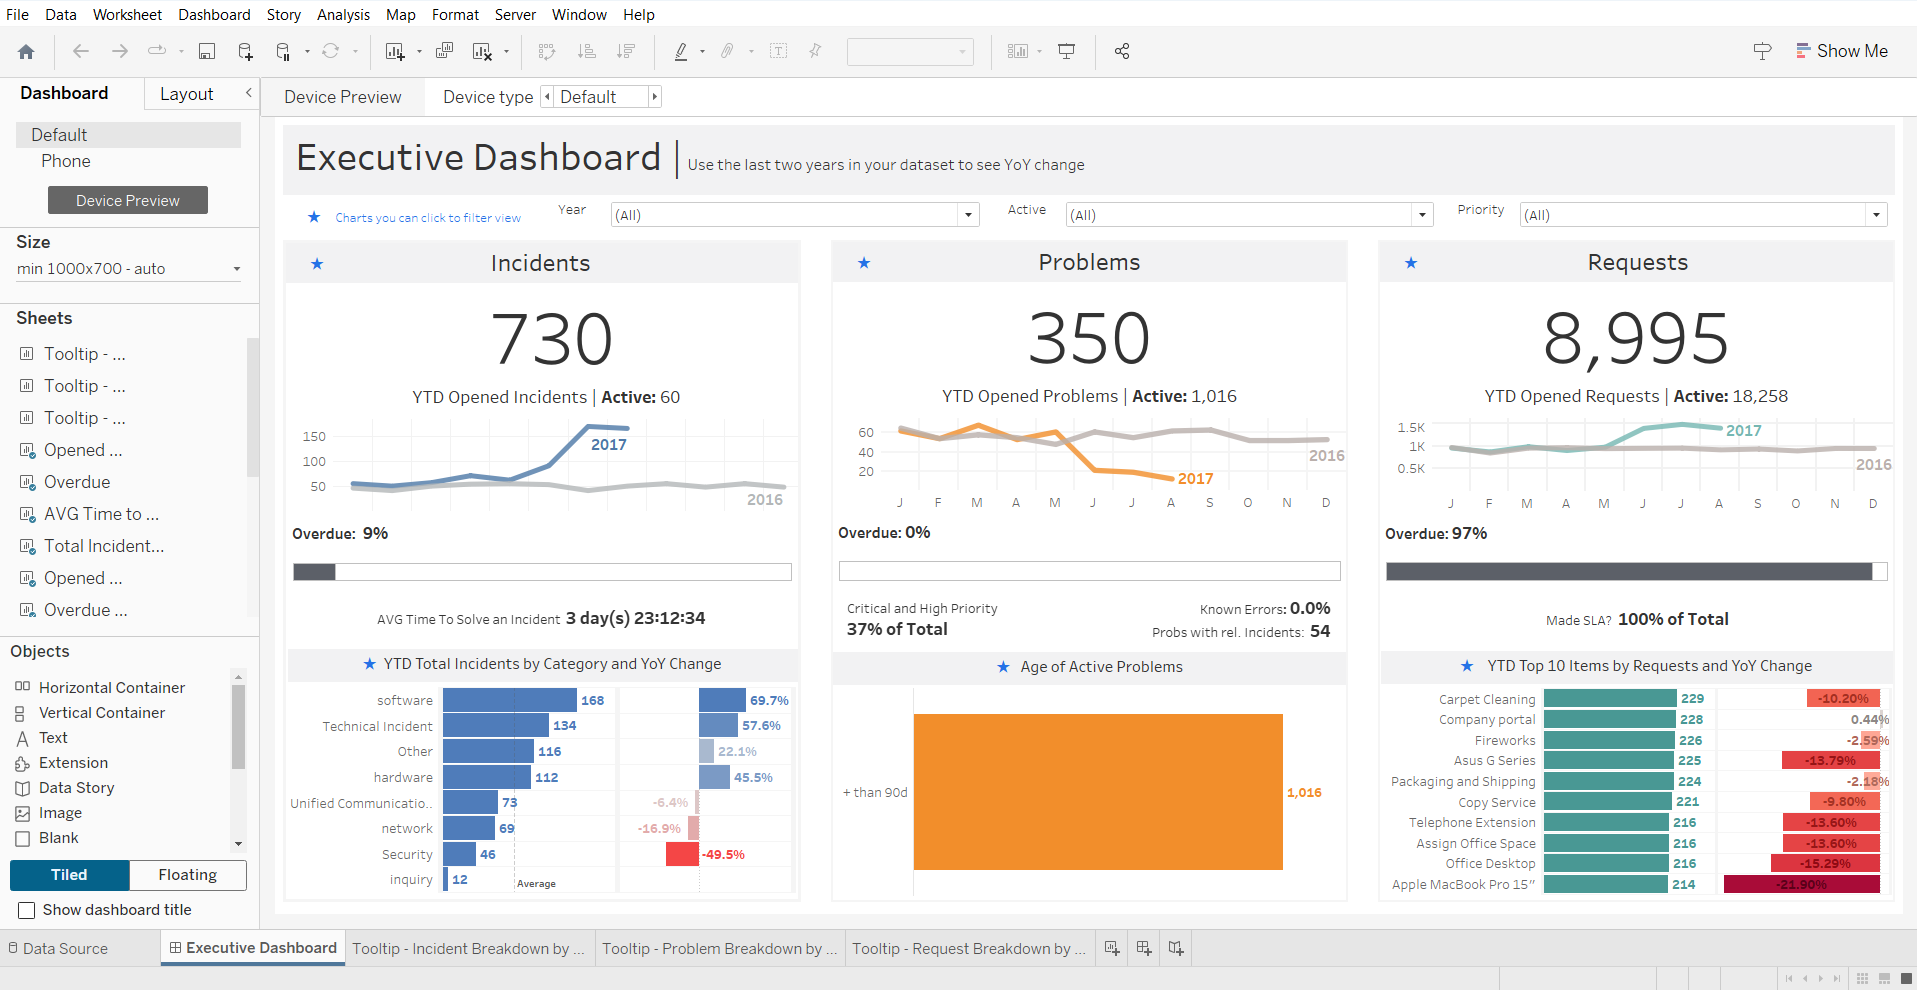 File Data Worksheet Dashboard Story Analysis Map Format Server Window Help
Show Me
Dashboard Layout
Device Preview Device type Default
Default
Phone
Device Preview
Size
min 1000x700 - auto
Sheets
Tooltip - ...
Tooltip - ...
Tooltip - ...
Opened ...
Overdue
AVG Time to ...
Total Incident...
Opened ...
Overdue ...
Objects
Horizontal Container
Vertical Container
Text
Extension
Data Story
Image
Blank
Tiled Floating
Show dashboard title
Executive Dashboard
Use the last two years in your dataset to see YoY change
Charts you can click to filter view
Year (All)
Active (All)
Priority (All)
Incidents
730
YTD Opened Incidents | Active: 60
150
100
50
2017
2016
Overdue: 9%
AVG Time To Solve an Incident 3 day(s) 23:12:34
YTD Total Incidents by Category and YoY Change
software 168 69.7%
Technical Incident 134 57.6%
Other 116 22.1%
hardware 112 45.5%
Unified Communicatio.. 73 -6.4%
network 69 -16.9%
Security 46 -49.5%
inquiry 12
Average
Problems
350
YTD Opened Problems | Active: 1,016
60
40
20
2016
2017
J F M A M J J A S O N D
Overdue: 0%
Critical and High Priority
37% of Total
Known Errors: 0.0%
Probs with rel. Incidents: 54
Age of Active Problems
+ than 90d 1,016
Requests
8,995
YTD Opened Requests | Active: 18,258
1.5K
1K
0.5K
2017
2016
J F M A M J J A S O N D
Overdue: 97%
Made SLA? 100% of Total
YTD Top 10 Items by Requests and YoY Change
Carpet Cleaning 229 -10.20%
Company portal 228 0.44%
Fireworks 226 -2.59%
Asus G Series 225 -13.79%
Packaging and Shipping 224 -2.18%
Copy Service 221 -9.80%
Telephone Extension 216 -13.60%
Assign Office Space 216 -13.60%
Office Desktop 216 -15.29%
Apple MacBook Pro 15" 214 -21.90%
Data Source Executive Dashboard Tooltip - Incident Breakdown by ... Tooltip - Problem Breakdown by ... Tooltip - Request Breakdown by ...